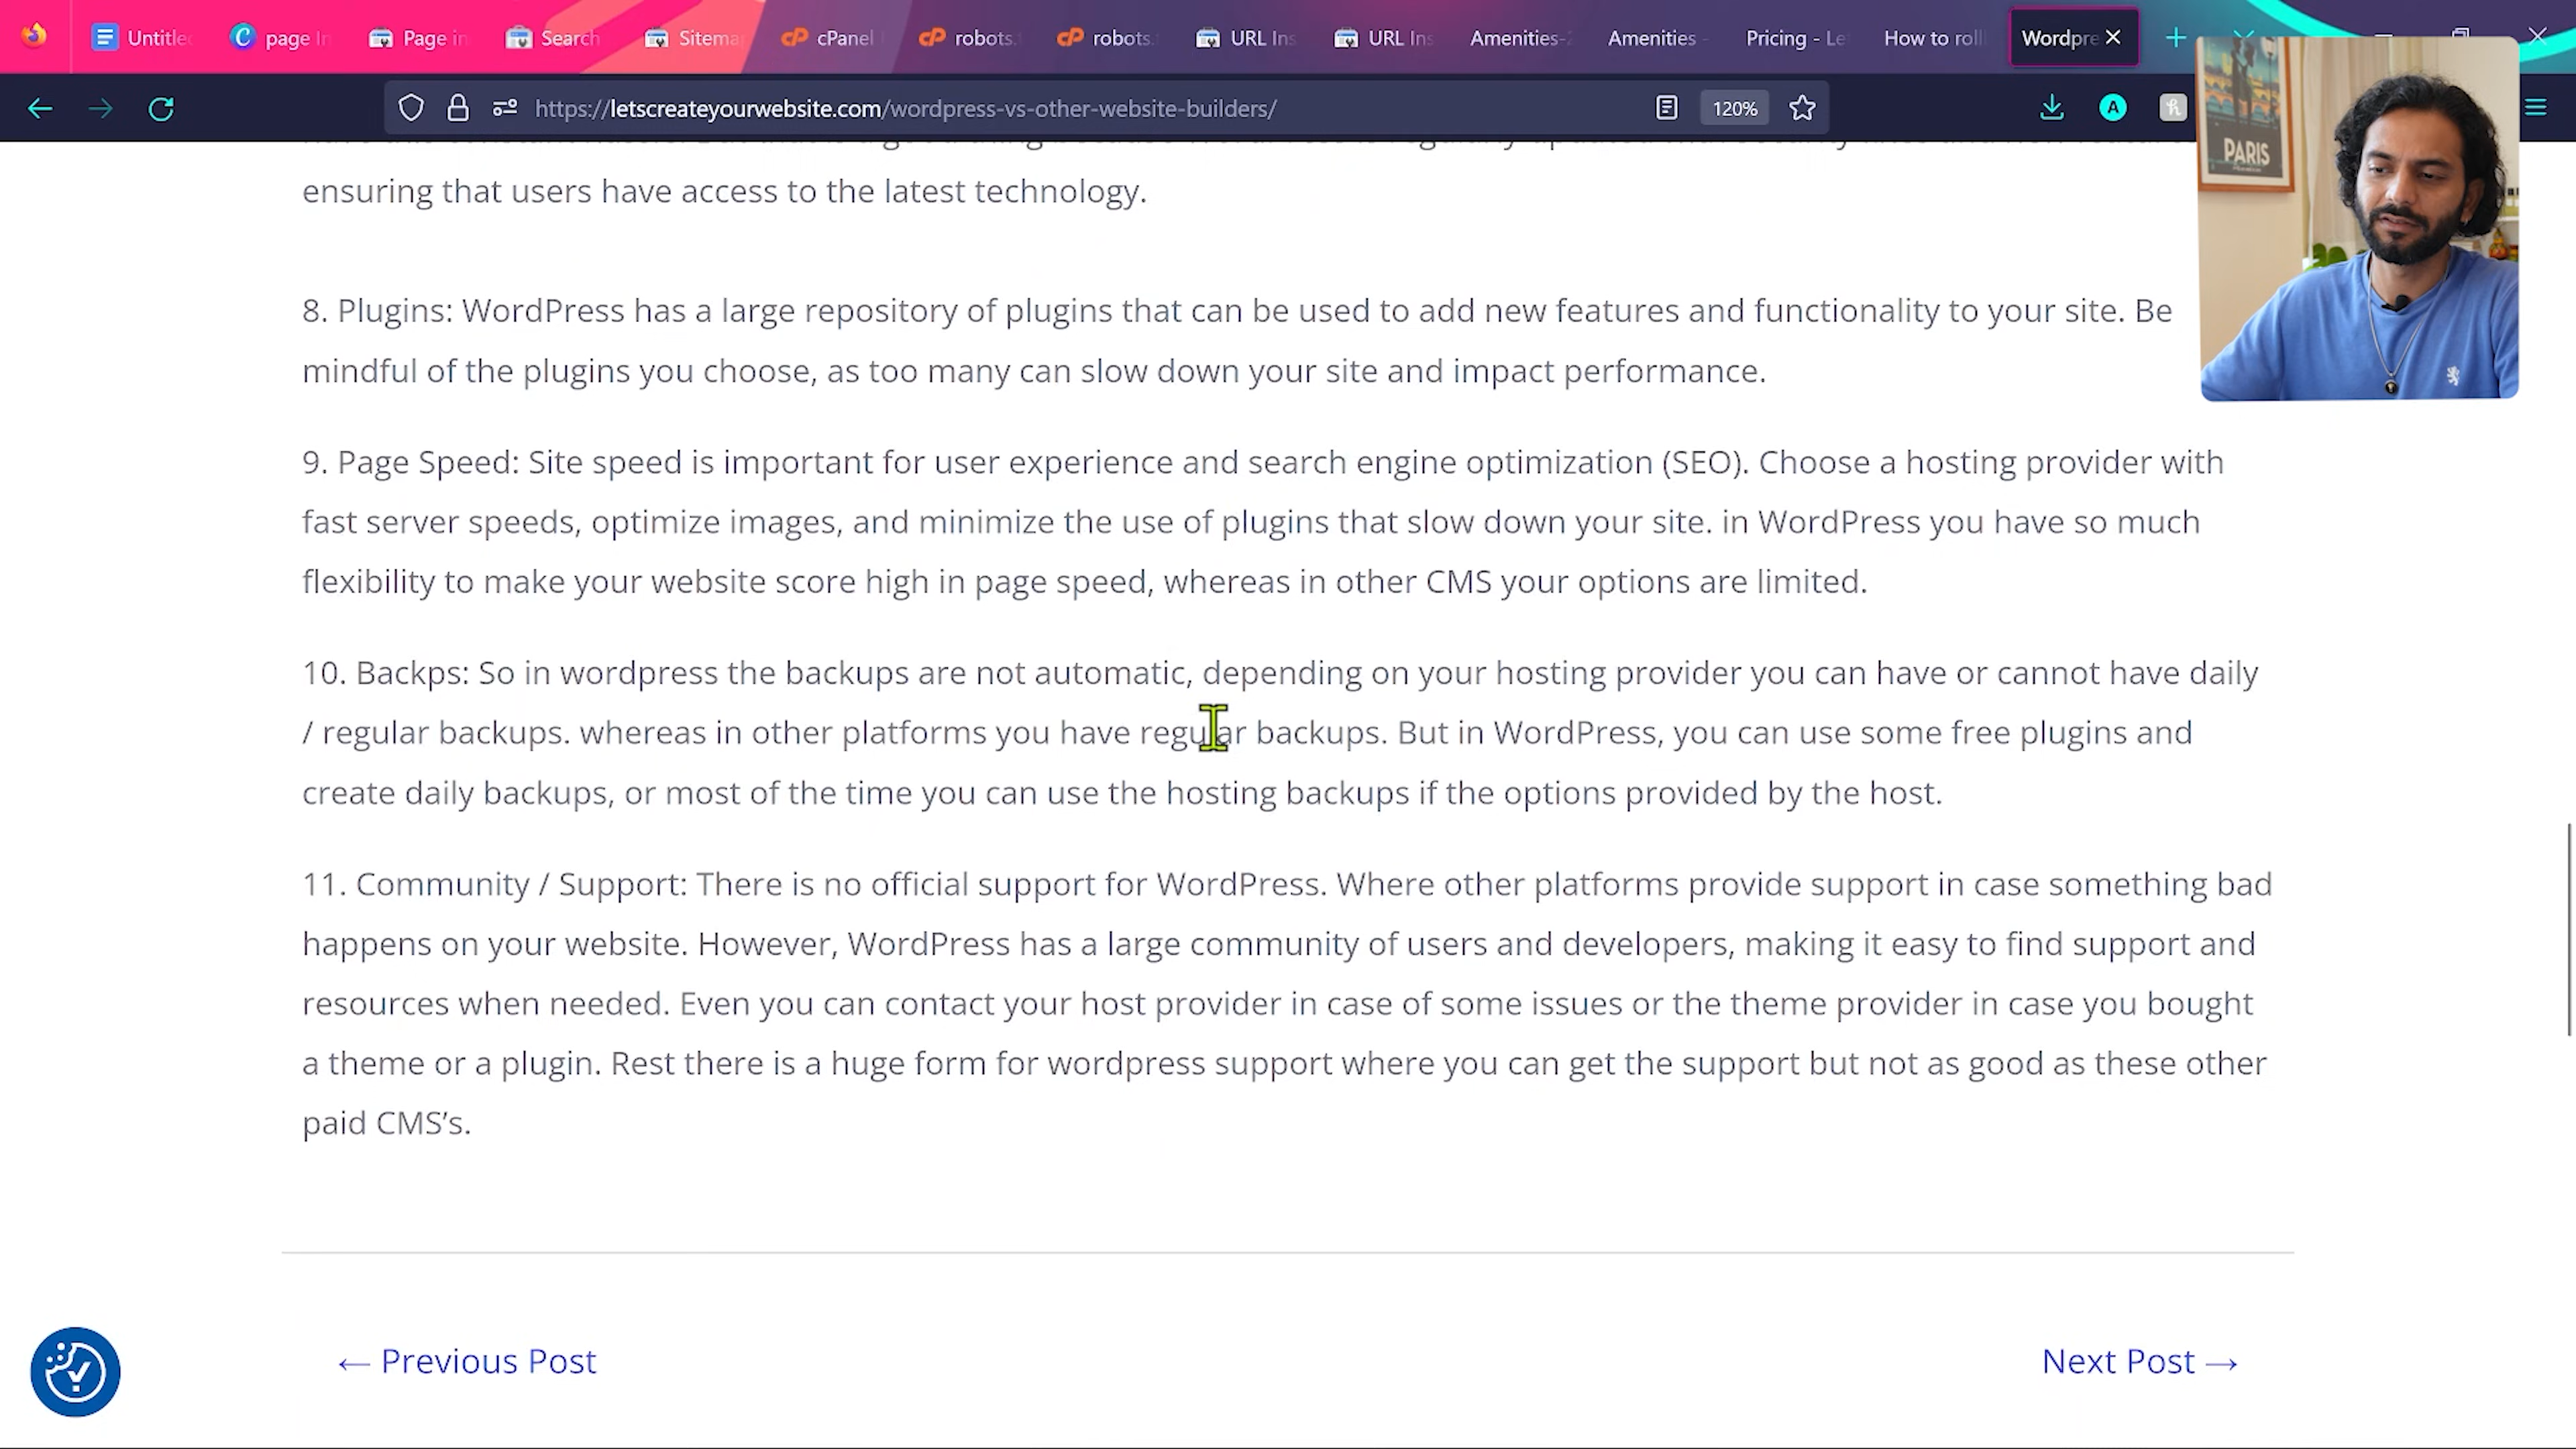 Untitle
page In
Page in
Search
Sitema
cPanel
robots.
robots.
URL Ins
URL Ins
Amenities-
Amenities -
Pricing - Le
How to roll
Wordpre
https://letscreateyourwebsite.com/wordpress-vs-other-website-builders/
120%
A
PARIS
ensuring that users have access to the latest technology.
8. Plugins: WordPress has a large repository of plugins that can be used to add new features and functionality to your site. Be
mindful of the plugins you choose, as too many can slow down your site and impact performance.
9. Page Speed: Site speed is important for user experience and search engine optimization (SEO). Choose a hosting provider with
fast server speeds, optimize images, and minimize the use of plugins that slow down your site. in WordPress you have so much
flexibility to make your website score high in page speed, whereas in other CMS your options are limited.
10. Backps: So in wordpress the backups are not automatic, depending on your hosting provider you can have or cannot have daily
/ regular backups. whereas in other platforms you have regular backups. But in WordPress, you can use some free plugins and
create daily backups, or most of the time you can use the hosting backups if the options provided by the host.
11. Community / Support: There is no official support for WordPress. Where other platforms provide support in case something bad
happens on your website. However, WordPress has a large community of users and developers, making it easy to find support and
resources when needed. Even you can contact your host provider in case of some issues or the theme provider in case you bought
a theme or a plugin. Rest there is a huge form for wordpress support where you can get the support but not as good as these other
paid CMS’s.
← Previous Post
Next Post →